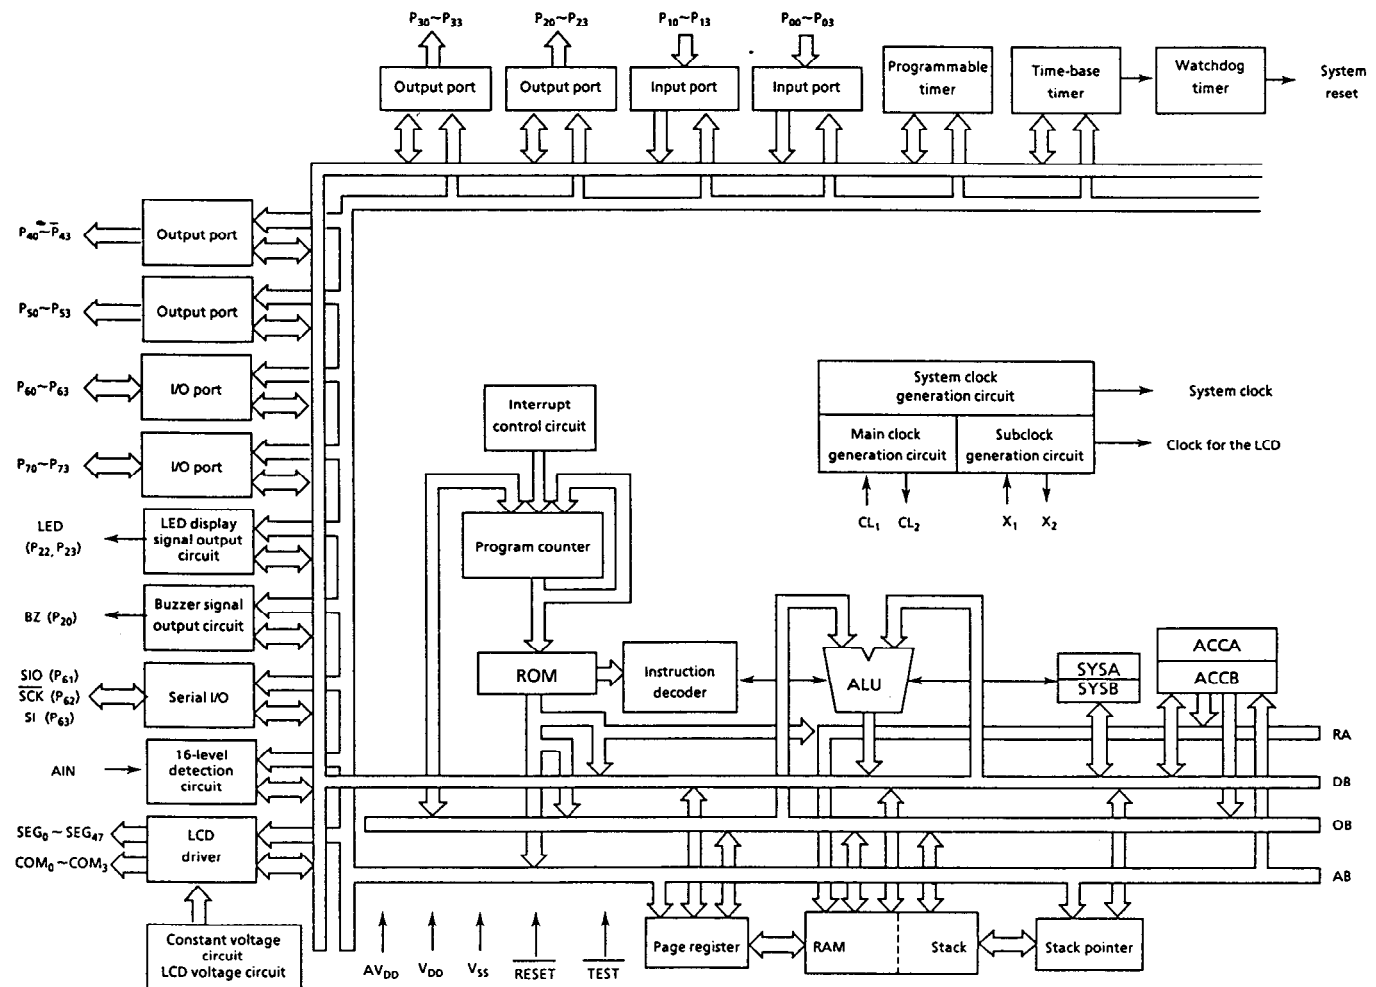 P30~P33 P20~P23 P10~P13 P00~P03
Output port Output port Input port Input port
Programmable
timer
Time-base
timer
Watchdog
timer
System
reset
P40~P43
Output port
P50~P53
Output port
P60~P63
I/O port
P70~P73
I/O port
LED
(P22, P23)
LED display
signal output
circuit
BZ (P20)
Buzzer signal
output circuit
SIO (P61)
SCK (P62)
SI (P63)
Serial I/O
AIN
16-level
detection
circuit
SEG0 ~ SEG47
COM0 ~ COM3
LCD
driver
Constant voltage
circuit
LCD voltage circuit
System clock
generation circuit
System clock
Main clock
generation circuit
Subclock
generation circuit
Clock for the LCD
CL1 CL2 X1 X2
Interrupt
control circuit
Program counter
ROM
Instruction
decoder
ALU
SYSA
SYSB
ACCA
ACCB
RA
DB
OB
AB
AVDD VDD VSS RESET TEST
Page register
RAM
Stack
Stack pointer